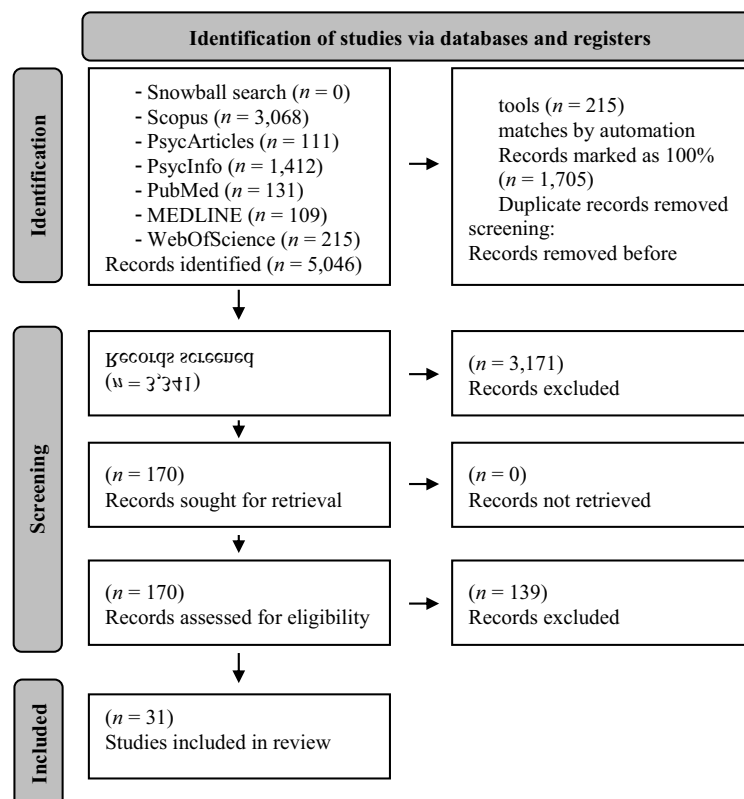 Identification of studies via databases and registers
Identification
- Snowball search (n = 0)
- Scopus (n = 3,068)
- PsycArticles (n = 111)
- PsycInfo (n = 1,412)
- PubMed (n = 131)
- MEDLINE (n = 109)
- WebOfScience (n = 215)
Records identified (n = 5,046)
tools (n = 215)
matches by automation
Records marked as 100%
(n = 1,705)
Duplicate records removed
screening:
Records removed before
Screening
Records screened
(n = 3,341)
(n = 3,171)
Records excluded
(n = 170)
Records sought for retrieval
(n = 0)
Records not retrieved
(n = 170)
Records assessed for eligibility
(n = 139)
Records excluded
Included
(n = 31)
Studies included in review